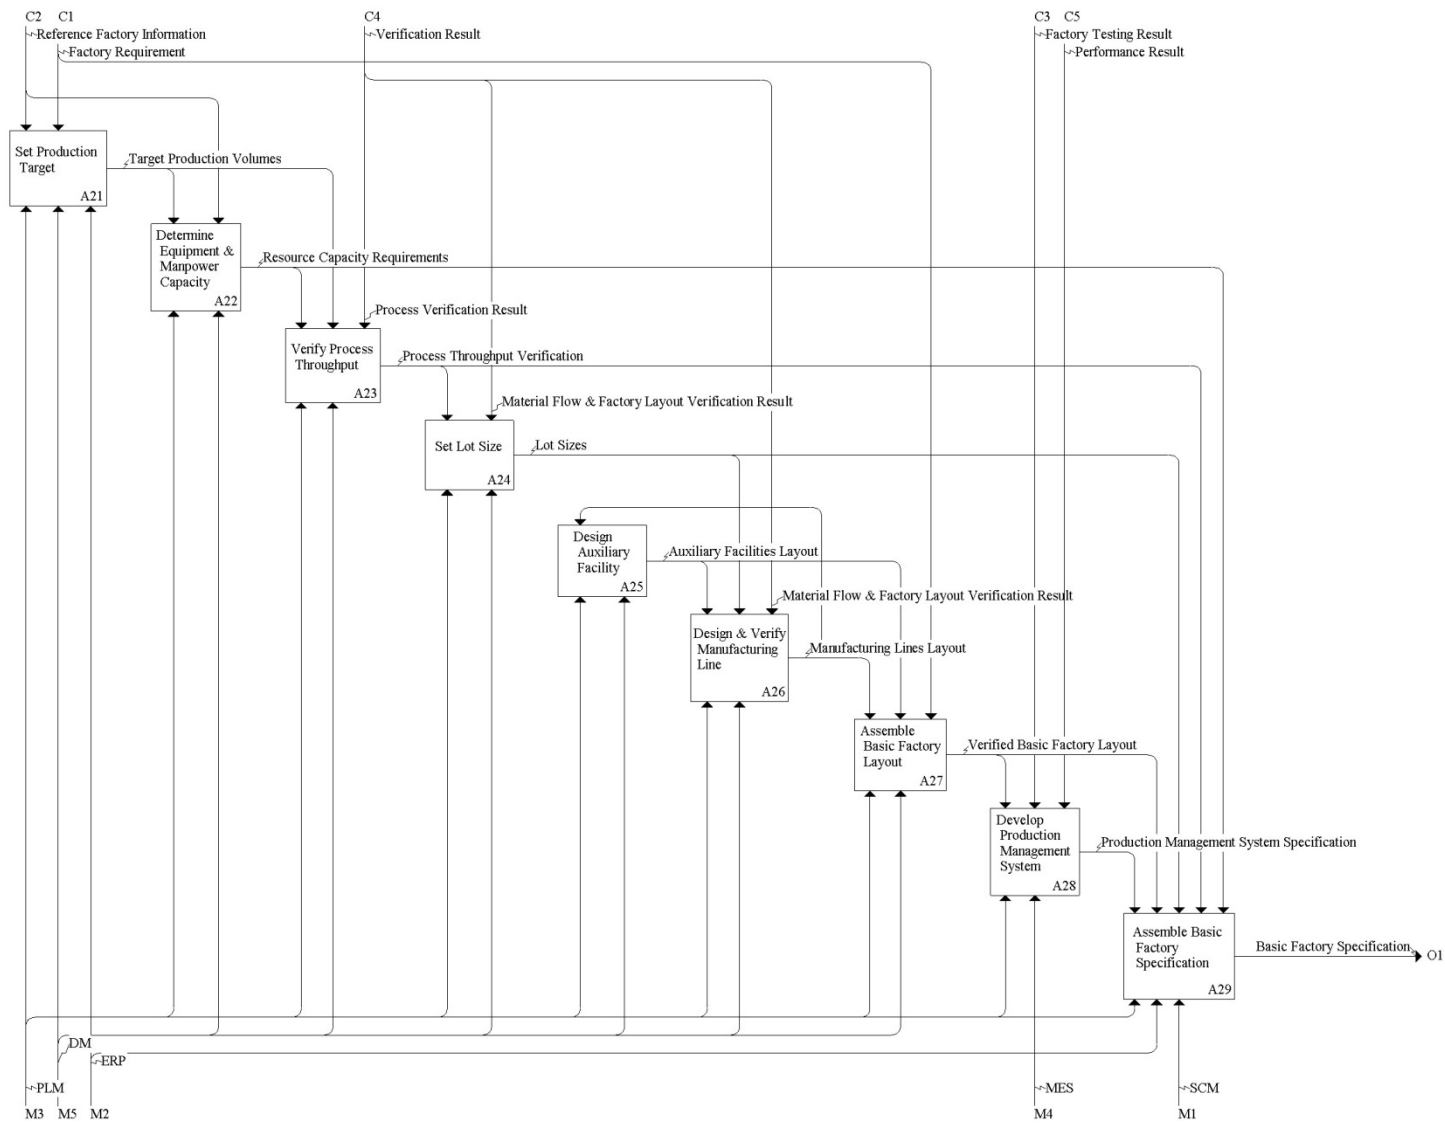 C2
C1
C4
C3
C5
Reference Factory Information
Verification Result
Factory Testing Result
Factory Requirement
Performance Result
Set Production
Target
A21
Target Production Volumes
Determine
Equipment &
Manpower
Capacity
A22
Resource Capacity Requirements
Process Verification Result
Verify Process
Throughput
A23
Process Throughput Verification
Material Flow & Factory Layout Verification Result
Set Lot Size
A24
Lot Sizes
Design
Auxiliary
Facility
A25
Auxiliary Facilities Layout
Material Flow & Factory Layout Verification Result
Design & Verify
Manufacturing
Line
A26
Manufacturing Lines Layout
Assemble
Basic Factory
Layout
A27
Verified Basic Factory Layout
Develop
Production
Management
System
A28
Production Management System Specification
Assemble Basic
Factory
Specification
A29
Basic Factory Specification
O1
DM
ERP
PLM
MES
SCM
M3
M5
M2
M4
M1